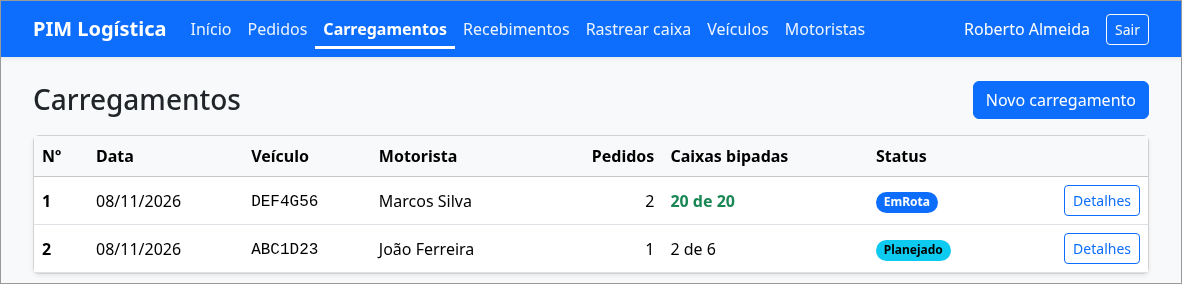 PIM Logística Início Pedidos Carregamentos Recebimentos Rastrear caixa Veículos Motoristas Roberto Almeida Sair
Carregamentos Novo carregamento
Nº Data Veículo Motorista Pedidos Caixas bipadas Status
1 08/11/2026 DEF4G56 Marcos Silva 2 20 de 20 EmRota Detalhes
2 08/11/2026 ABC1D23 João Ferreira 1 2 de 6 Planejado Detalhes